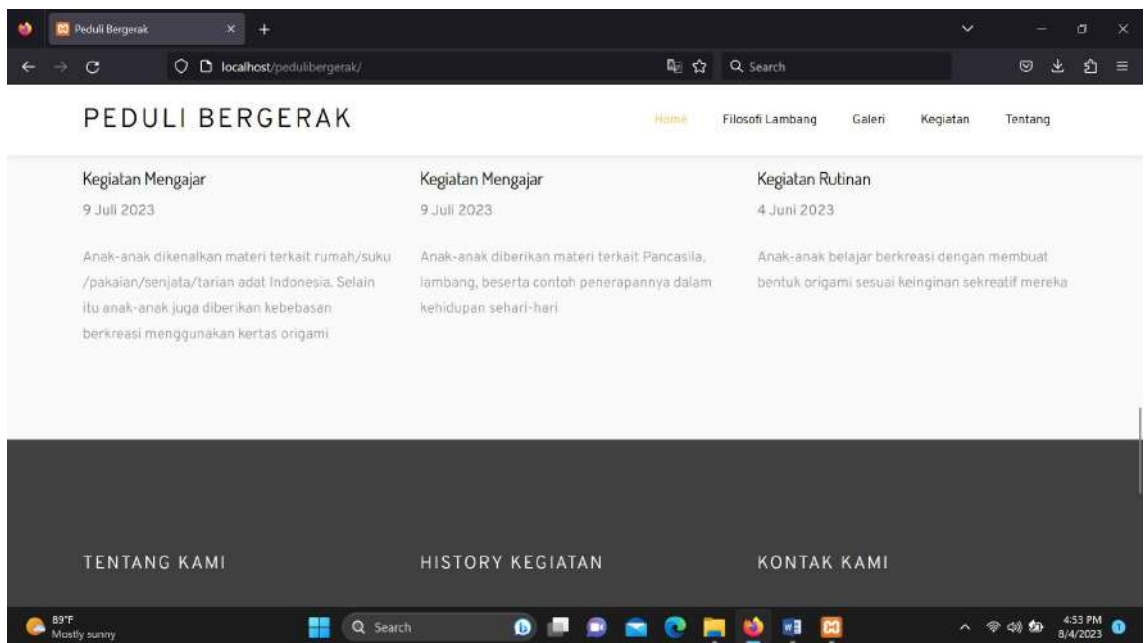 Peduli Bergerak
localhost/pedulibergerak/
Search
PEDULI BERGERAK
Home
Filosofi Lambang
Galeri
Kegiatan
Tentang
Kegiatan Mengajar
9 Juli 2023
Anak-anak dikenalkan materi terkait rumah/suku
/pakaian/senjata/tarian adat Indonesia. Selain
itu anak-anak juga diberikan kebebasan
berkreasi menggunakan kertas origami
Kegiatan Mengajar
9 Juli 2023
Anak-anak diberikan materi terkait Pancasila,
lambang, beserta contoh penerapannya dalam
kehidupan sehari-hari
Kegiatan Rutinan
4 Juni 2023
Anak-anak belajar berkreasi dengan membuat
bentuk origami sesuai keinginan sekreatif mereka
TENTANG KAMI
HISTORY KEGIATAN
KONTAK KAMI
89°F
Mostly sunny
Search
4:53 PM
8/4/2023
1